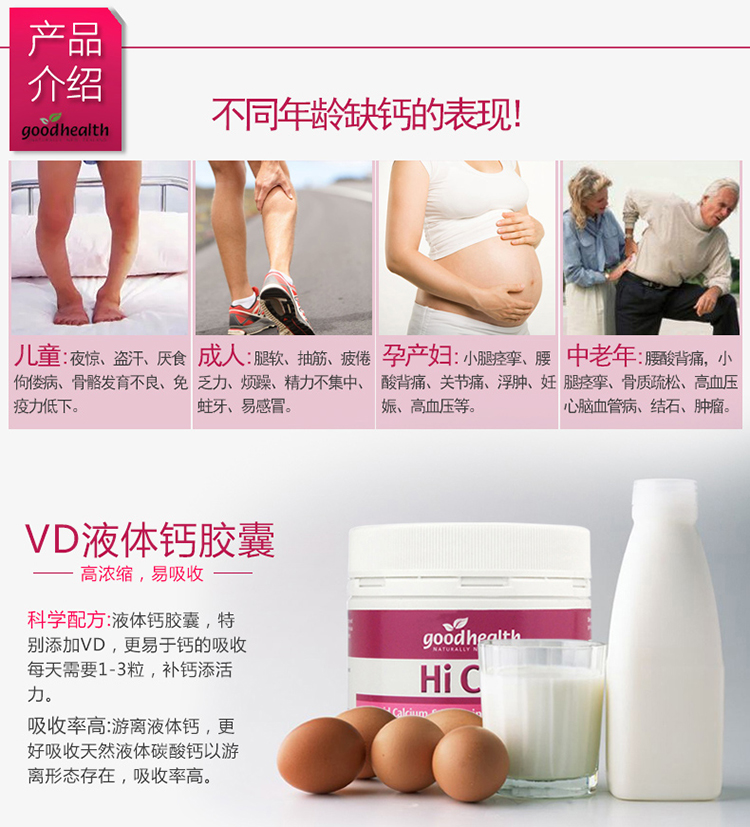 产品
介绍
goodhealth
不同年龄缺钙的表现!
儿童:夜惊、盗汗、厌食
佝偻病、骨骼发育不良、免
疫力低下。
成人:腿软、抽筋、疲倦
乏力、烦躁、精力不集中、
蛀牙、易感冒。
孕产妇:小腿痉挛、腰
酸背痛、关节痛、浮肿、妊
娠、高血压等。
中老年:腰酸背痛，小
腿痉挛、骨质疏松、高血压
心脑血管病、结石、肿瘤。
VD液体钙胶囊
高浓缩，易吸收
科学配方:液体钙胶囊，特
别添加VD，更易于钙的吸收
每天需要1-3粒，补钙添活
力。
吸收率高:游离液体钙，更
好吸收天然液体碳酸钙以游
离形态存在，吸收率高。
goodhealth
Hi C